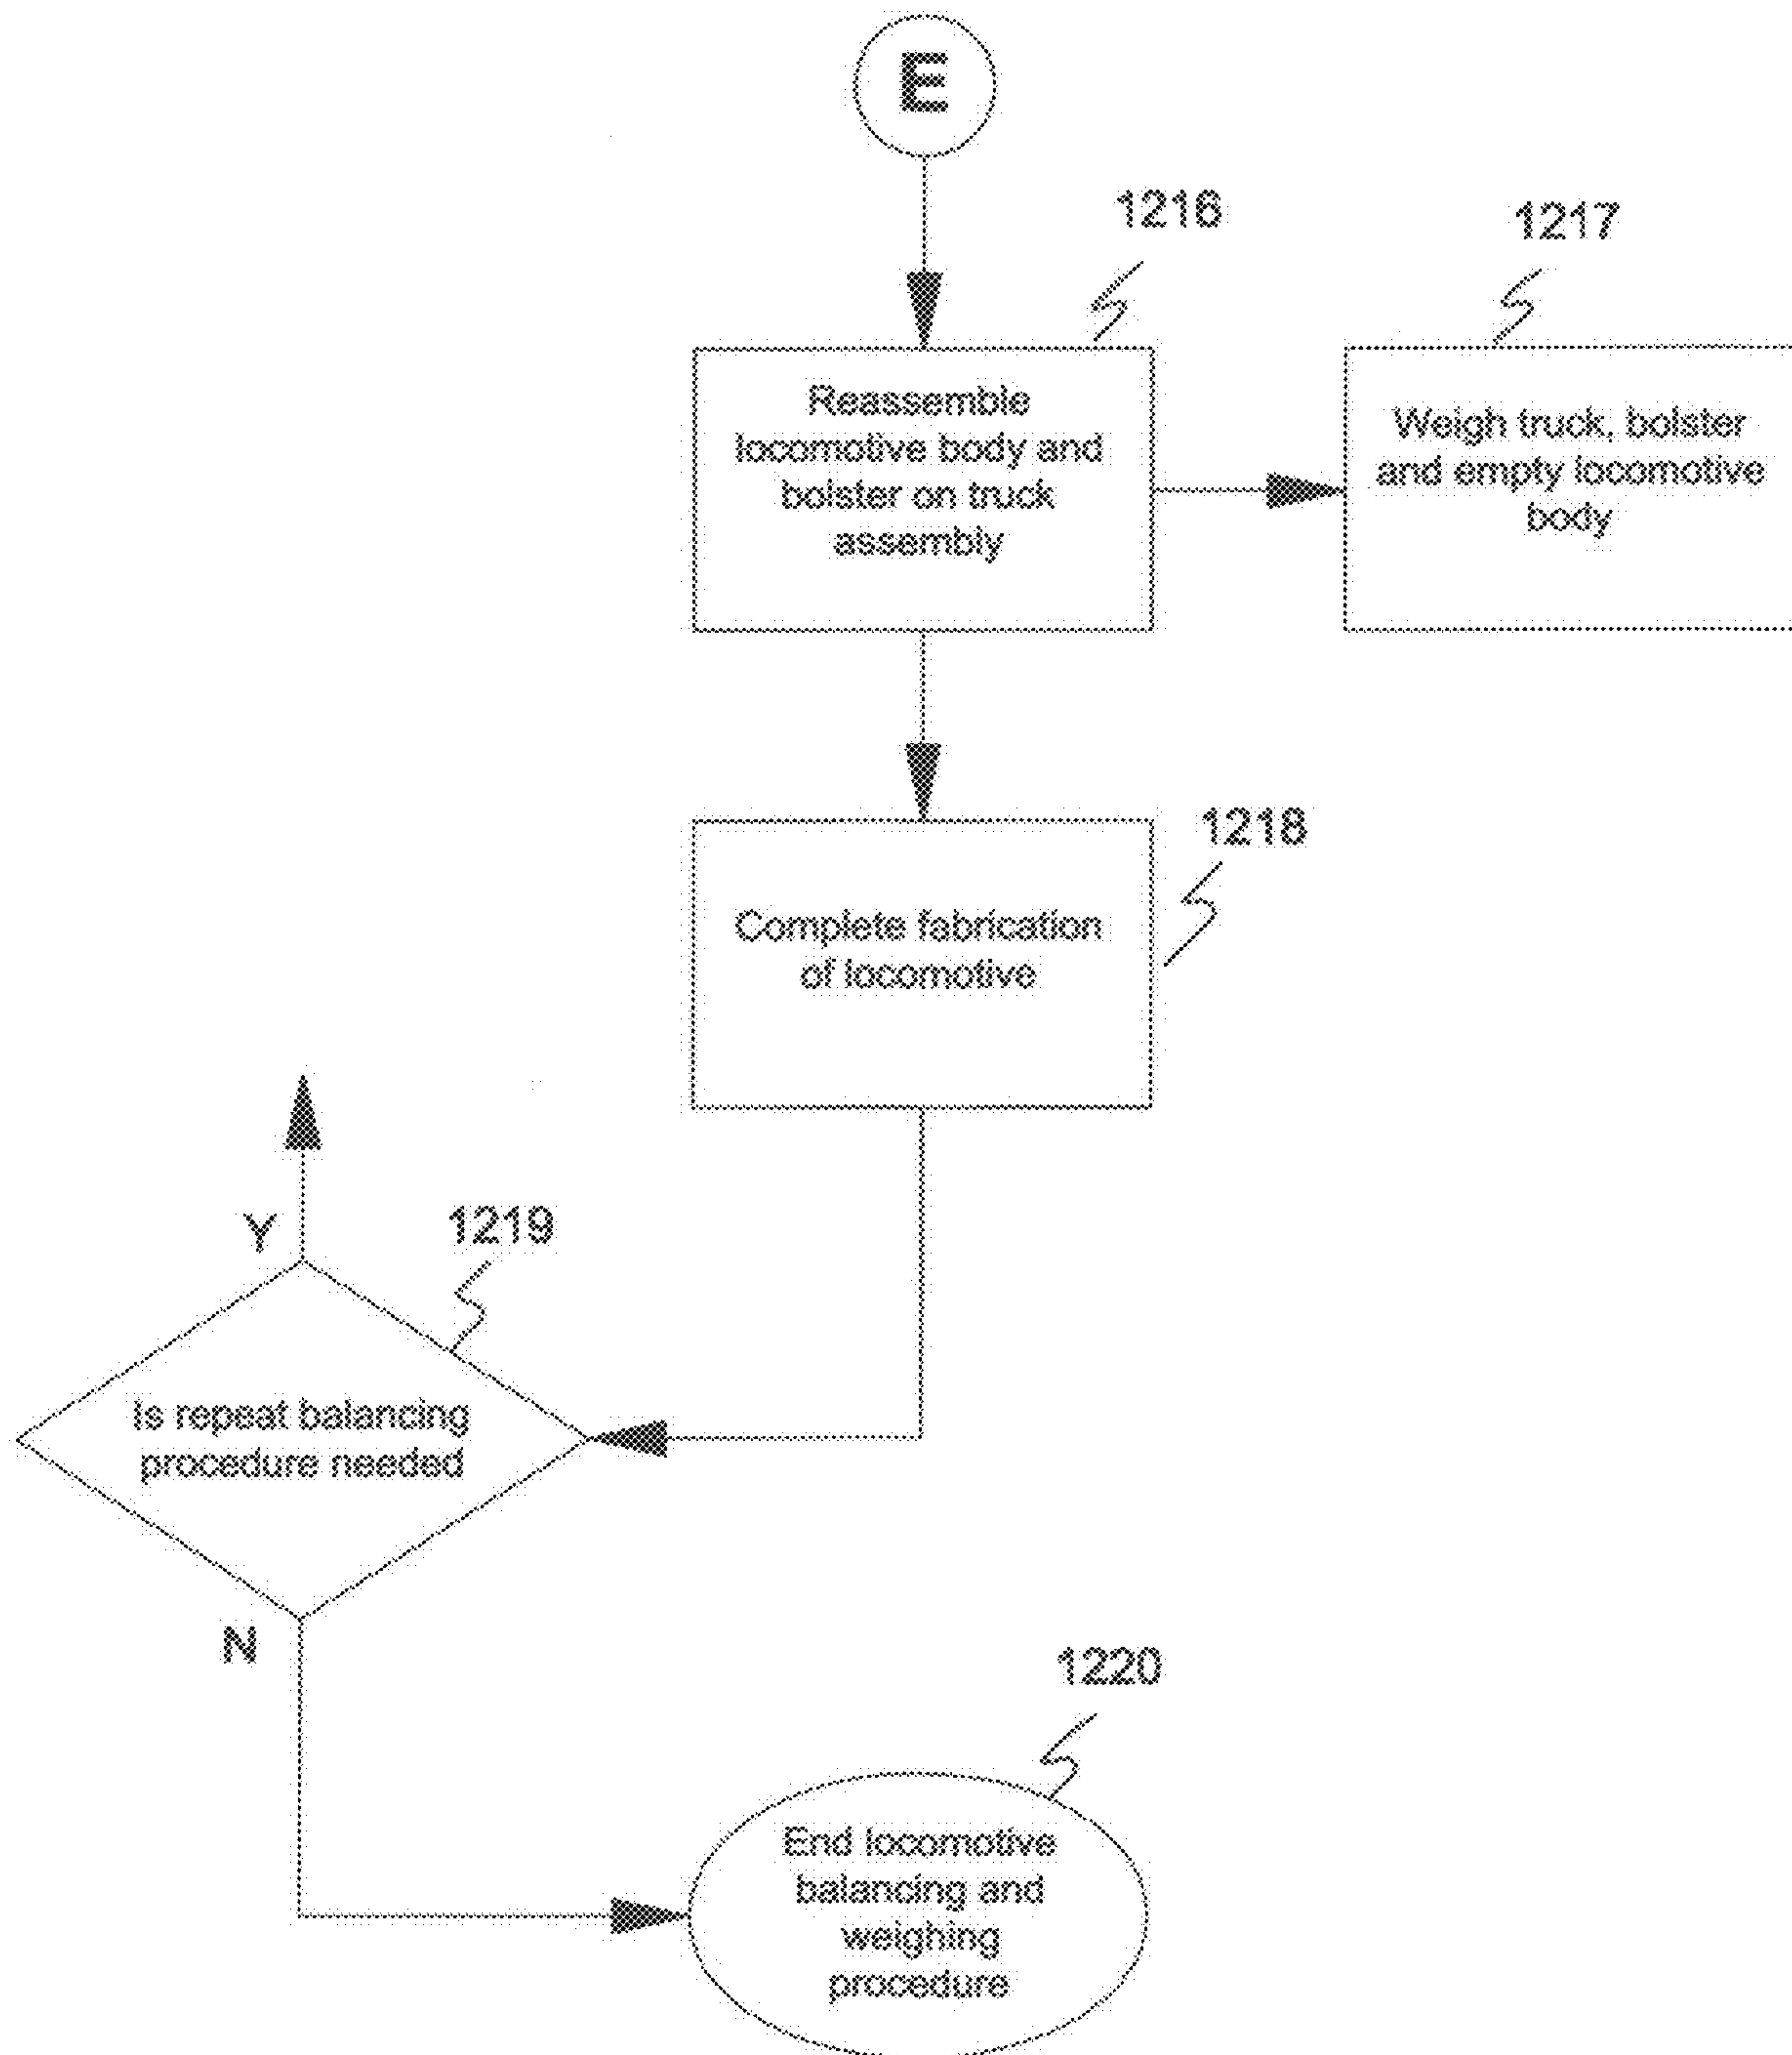 E
1216
Reassemble
locomotive body and
bolster on truck
assembly
1217
Weigh truck, bolster
and empty locomotive
body
1218
Complete fabrication
of locomotive
Y
1219
Is repeat balancing
procedure needed
N
1220
End locomotive
balancing and
weighing
procedure